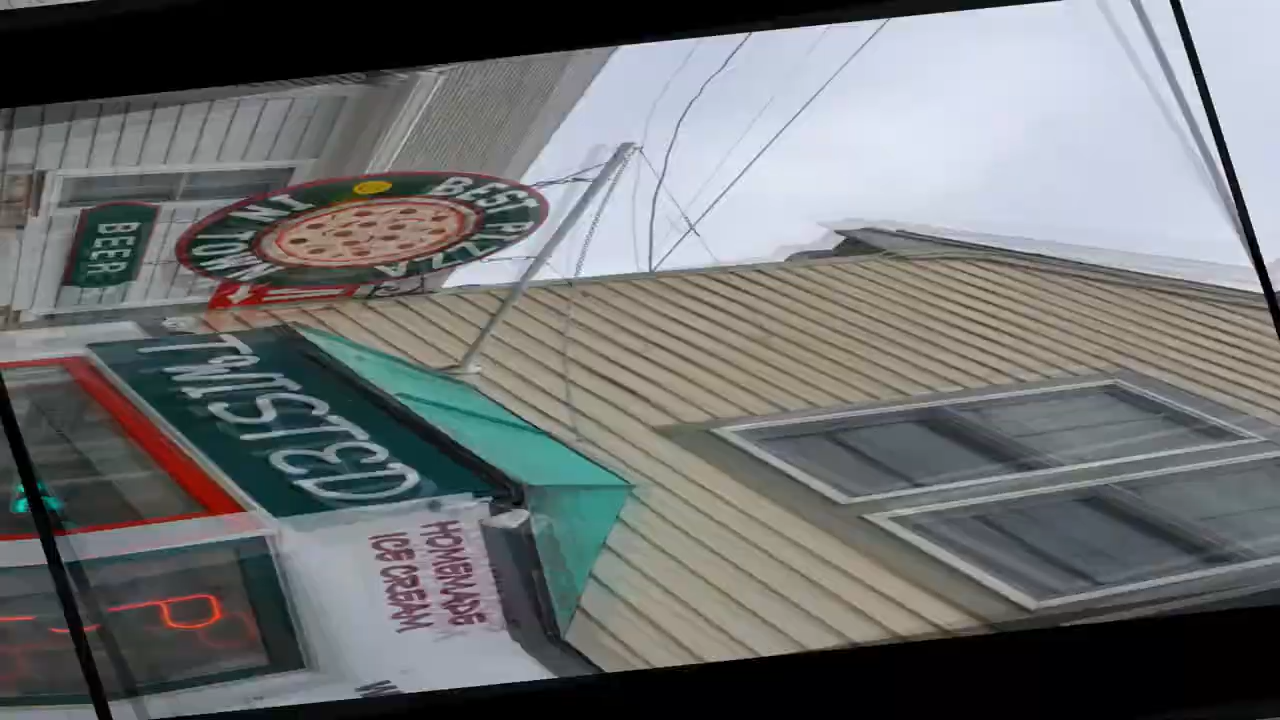 BEST PIZZA
IN TOWN
BEER
TWISTED
HOMEMADE
ICE CREAM